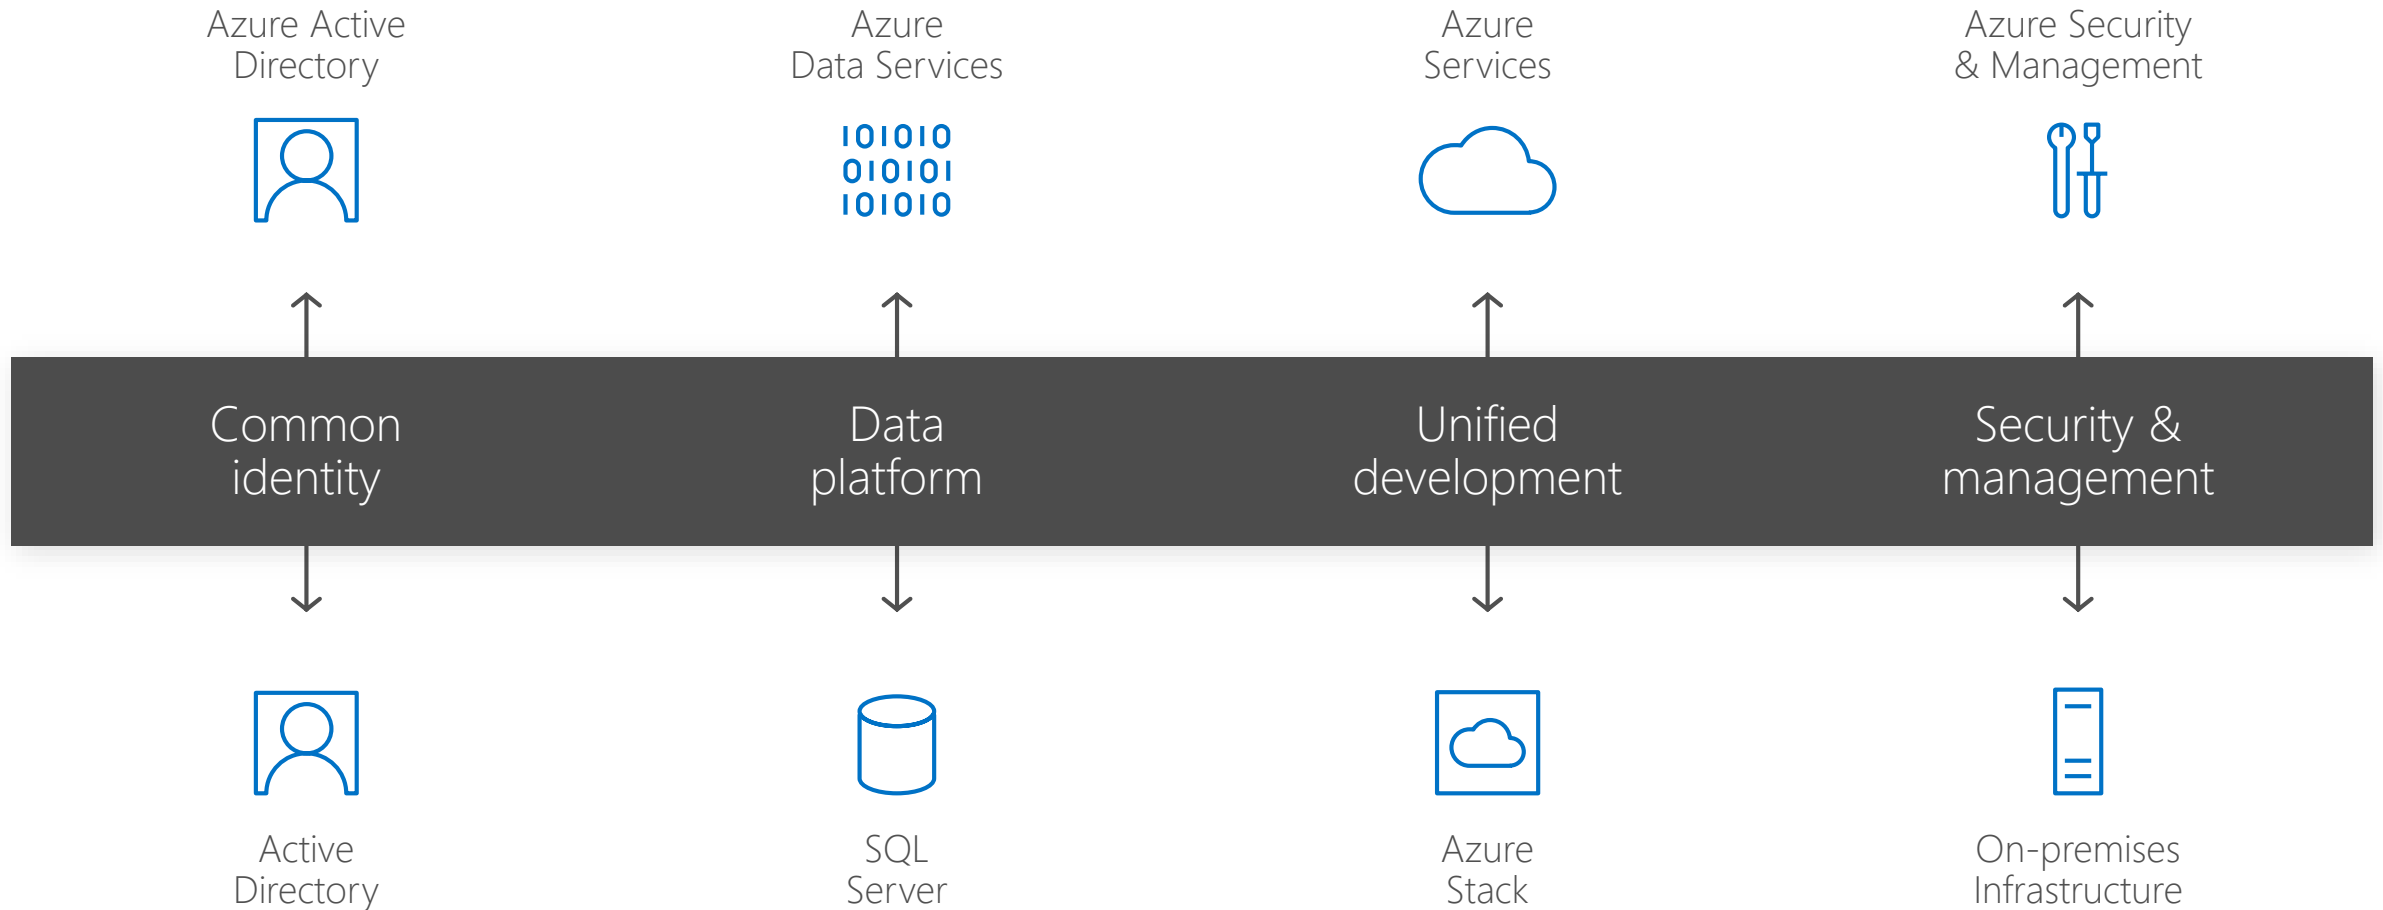 Azure Active
Directory
Azure
Data Services
Azure
Services
Azure Security
& Management
101010
010101
101010
Common
identity
Data
platform
Unified
development
Security &
management
Active
Directory
SQL
Server
Azure
Stack
On-premises
Infrastructure